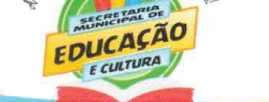 SECRETARIA
MUNICIPAL DE
EDUCAÇÃO
E CULTURA